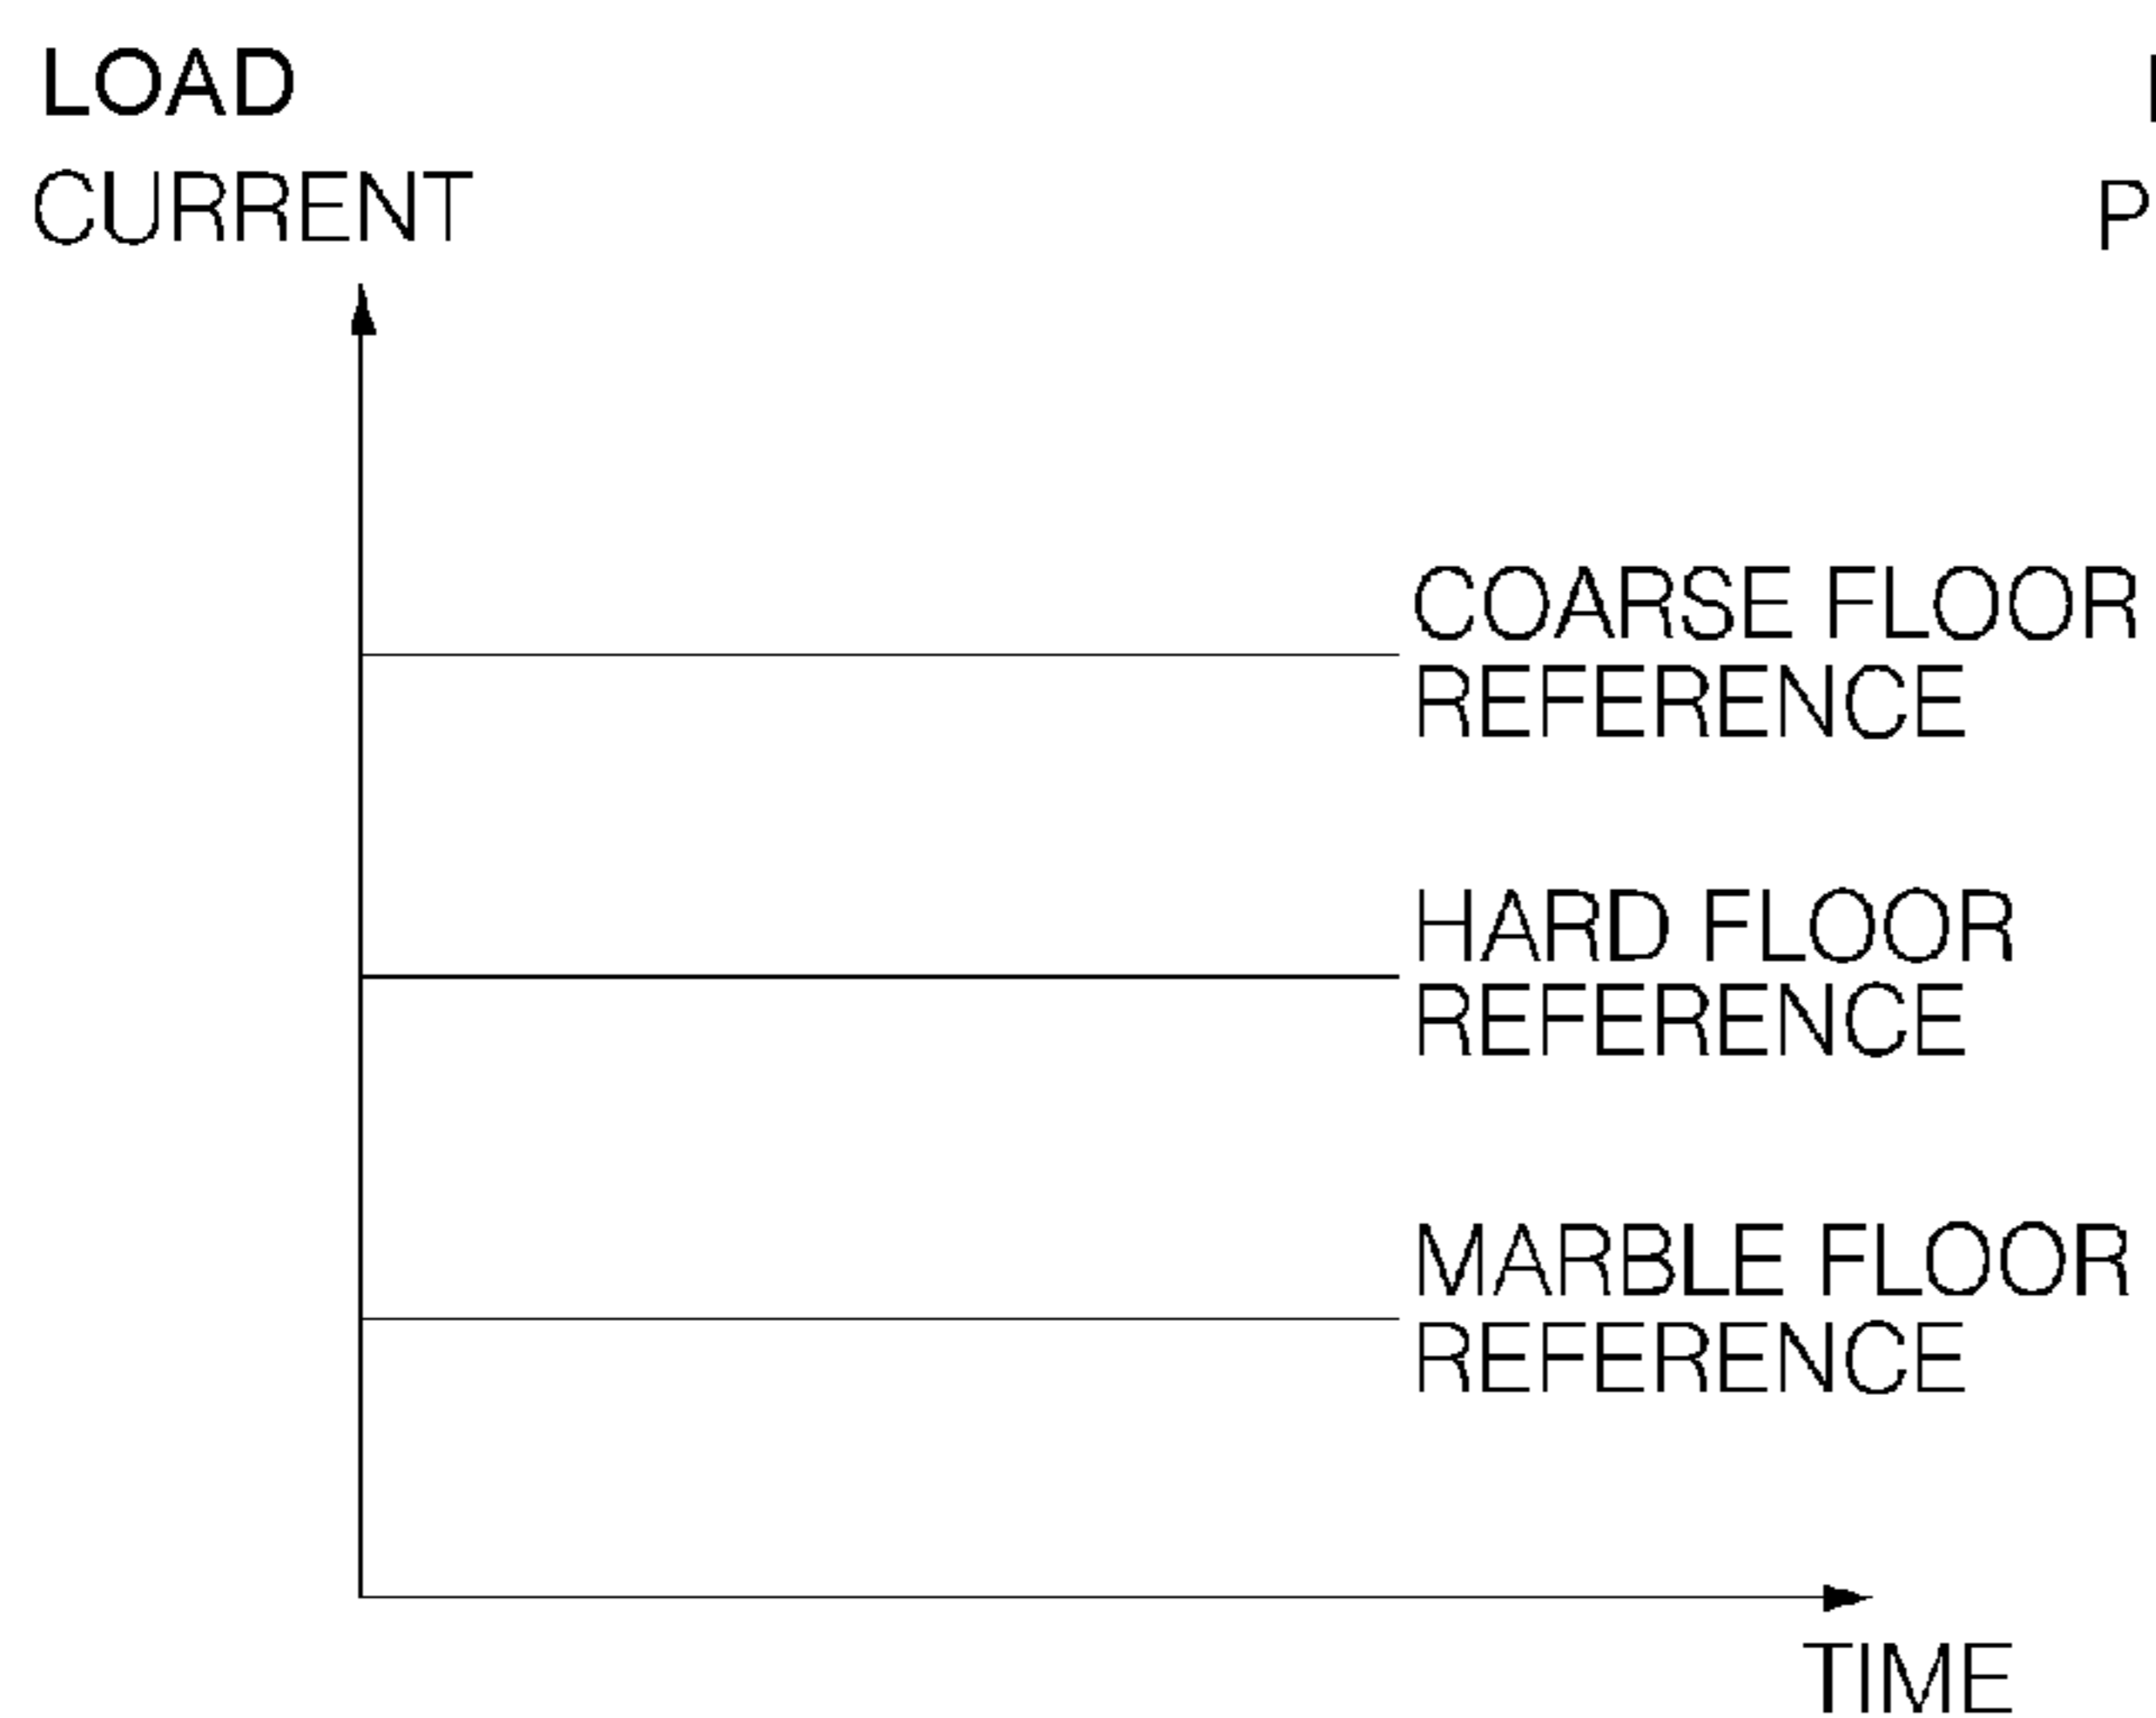 LOAD
CURRENT
P
COARSE FLOOR
REFERENCE
HARD FLOOR
REFERENCE
MARBLE FLOOR
REFERENCE
TIME